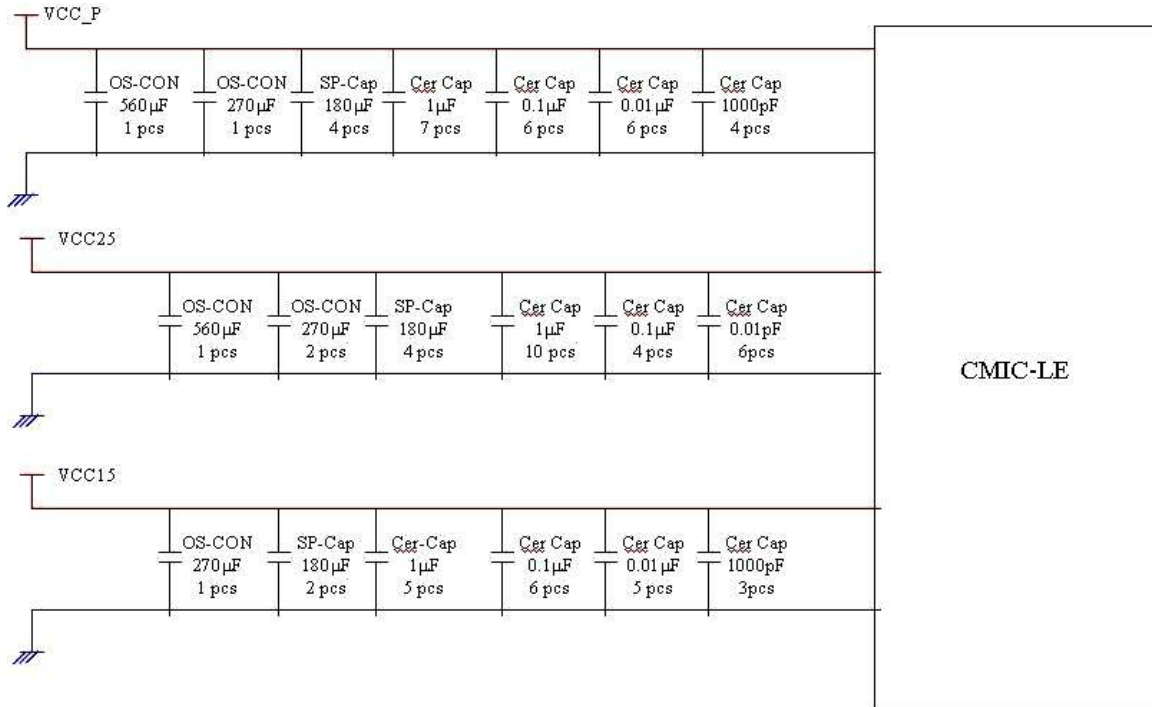 VCC_P
OS-CON
560µF
1 pcs
OS-CON
270µF
1 pcs
SP-Cap
180µF
4 pcs
Cer Cap
1µF
7 pcs
Cer Cap
0.1µF
6 pcs
Cer Cap
0.01µF
6 pcs
Cer Cap
1000pF
4 pcs
VCC25
OS-CON
560µF
1 pcs
OS-CON
270µF
2 pcs
SP-Cap
180µF
4 pcs
Cer Cap
1µF
10 pcs
Cer Cap
0.1µF
4 pcs
Cer Cap
0.01pF
6pcs
CMIC-LE
VCC15
OS-CON
270µF
1 pcs
SP-Cap
180µF
2 pcs
Cer-Cap
1µF
5 pcs
Cer Cap
0.1µF
6 pcs
Cer Cap
0.01µF
5 pcs
Cer Cap
1000pF
3pcs